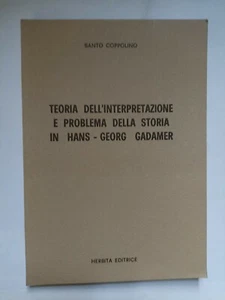 SANTO COPPOLINO
TEORIA DELL'INTERPRETAZIONE
E PROBLEMA DELLA STORIA
IN HANS - GEORG GADAMER
HERBITA EDITRICE